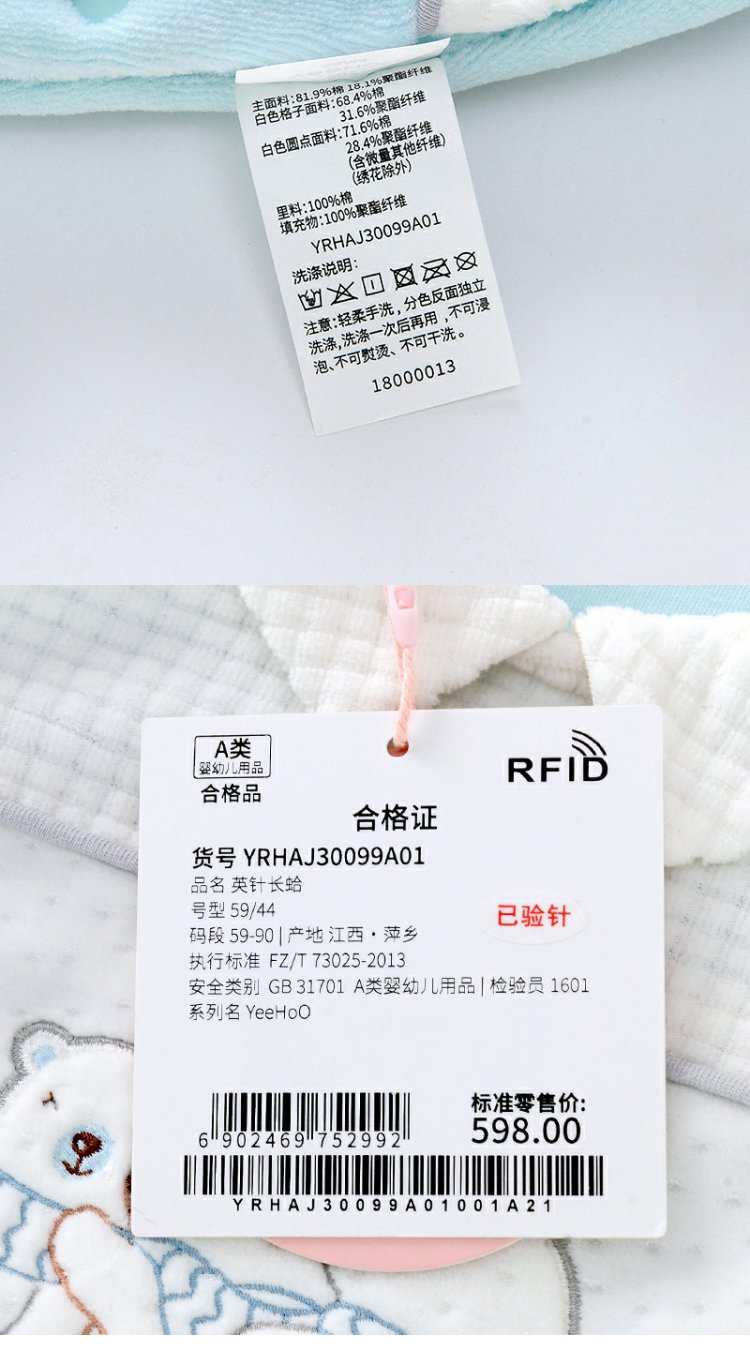 主面料:81.9%棉 18.1%聚酯纤维
白色格子面料:68.4%棉
31.6%聚酯纤维
白色圆点面料:71.6%棉
28.4%聚酯纤维
(含微量其他纤维)
(绣花除外)
里料:100%棉
填充物:100%聚酯纤维
YRHAJ30099A01
洗涤说明:
注意:轻柔手洗,分色反面独立
洗涤,洗涤一次后再用,不可浸
泡、不可熨烫、不可干洗。
18000013
A类
婴幼儿用品
合格品
RFID
合格证
货号 YRHAJ30099A01
品名 英针长蛤
号型 59/44
已验针
码段 59-90 | 产地 江西·萍乡
执行标准 FZ/T 73025-2013
安全类别 GB 31701 A类婴幼儿用品 | 检验员 1601
系列名 YeeHoO
标准零售价:
598.00
6 902469 752992
YRHAJ30099A01001A21